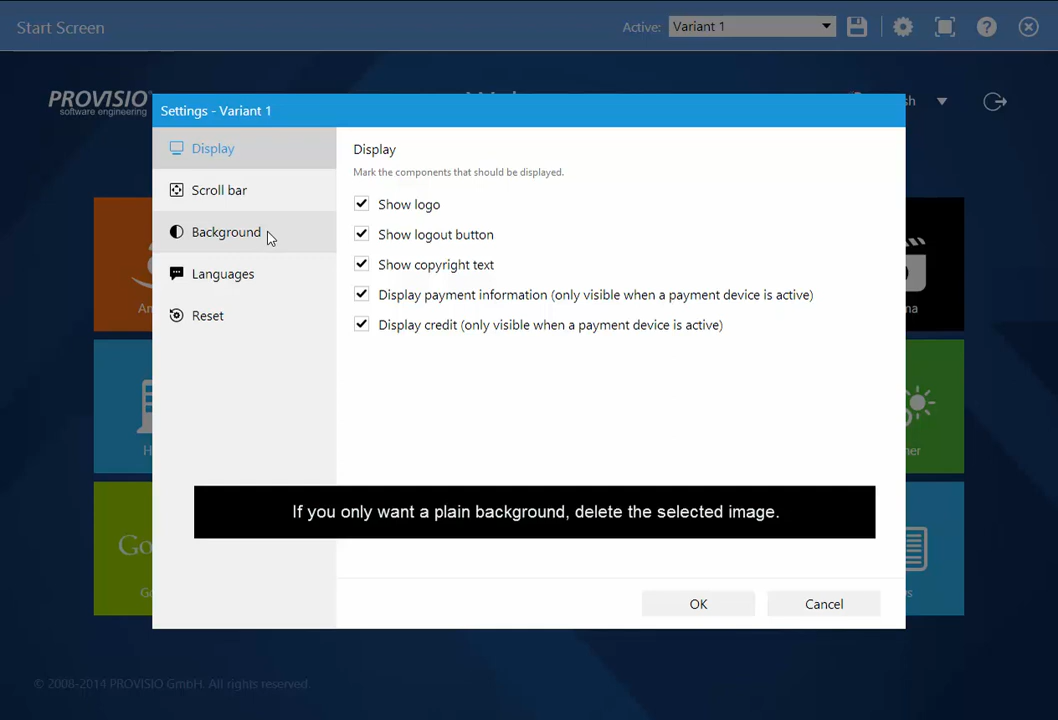 Start Screen
Active:
Variant 1
PROVISIO
software engineering
Settings - Variant 1
Display
Scroll bar
Background
Languages
Reset
Display
Mark the components that should be displayed.
Show logo
Show logout button
Show copyright text
Display payment information (only visible when a payment device is active)
Display credit (only visible when a payment device is active)
If you only want a plain background, delete the selected image.
OK
Cancel
© 2008-2014 PROVISIO GmbH. All rights reserved.